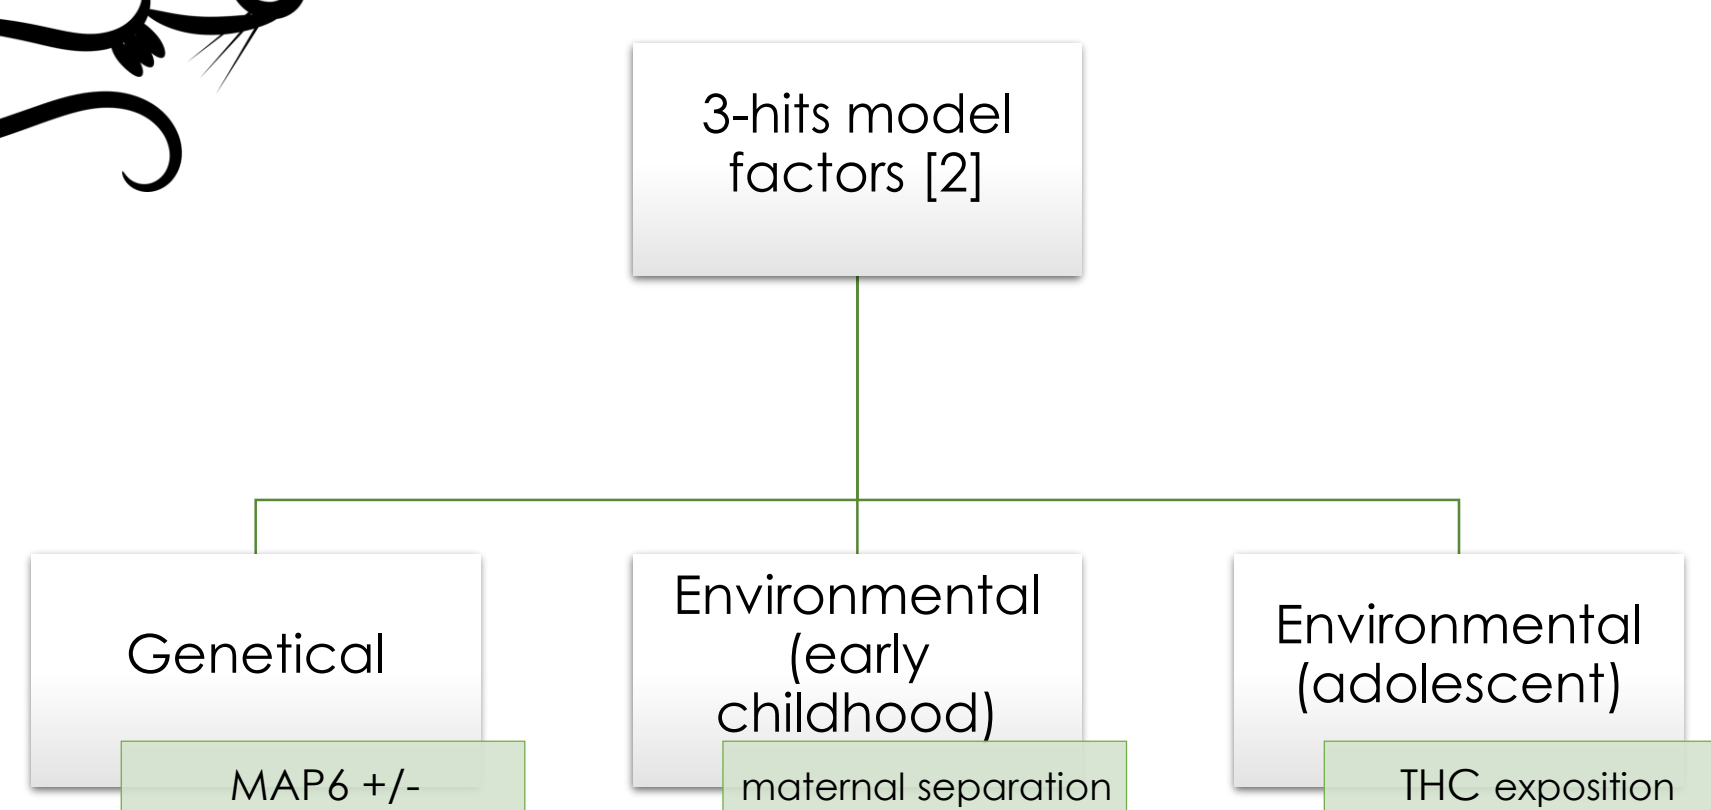 3-hits model
factors [2]
Genetical
MAP6 +/-
Environmental
(early
childhood)
maternal separation
Environmental
(adolescent)
THC exposition